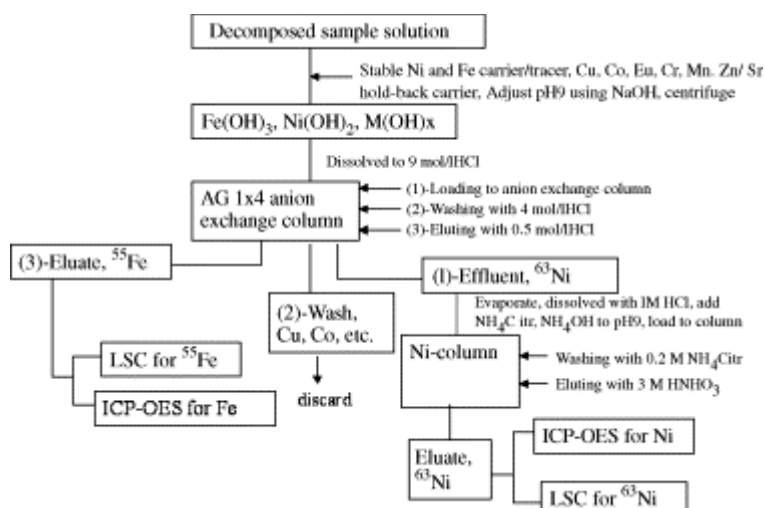 Decomposed sample solution
Stable Ni and Fe carrier/tracer, Cu, Co, Eu, Cr, Mn. Zn/ Sr
hold-back carrier, Adjust pH9 using NaOH, centrifuge
Fe(OH)3, Ni(OH)2, M(OH)x
Dissolved to 9 mol/lHCl
AG 1x4 anion
exchange column
(1)-Loading to anion exchange column
(2)-Washing with 4 mol/lHCl
(3)-Eluting with 0.5 mol/lHCl
(3)-Eluate, 55Fe
(l)-Effluent, 63Ni
(2)-Wash,
Cu, Co, etc.
discard
Evaporate, dissolved with lM HCl, add
NH4C itr, NH4OH to pH9, load to column
LSC for 55Fe
ICP-OES for Fe
Ni-column
Washing with 0.2 M NH4Citr
Eluting with 3 M HNHO3
Eluate,
63Ni
ICP-OES for Ni
LSC for 63Ni